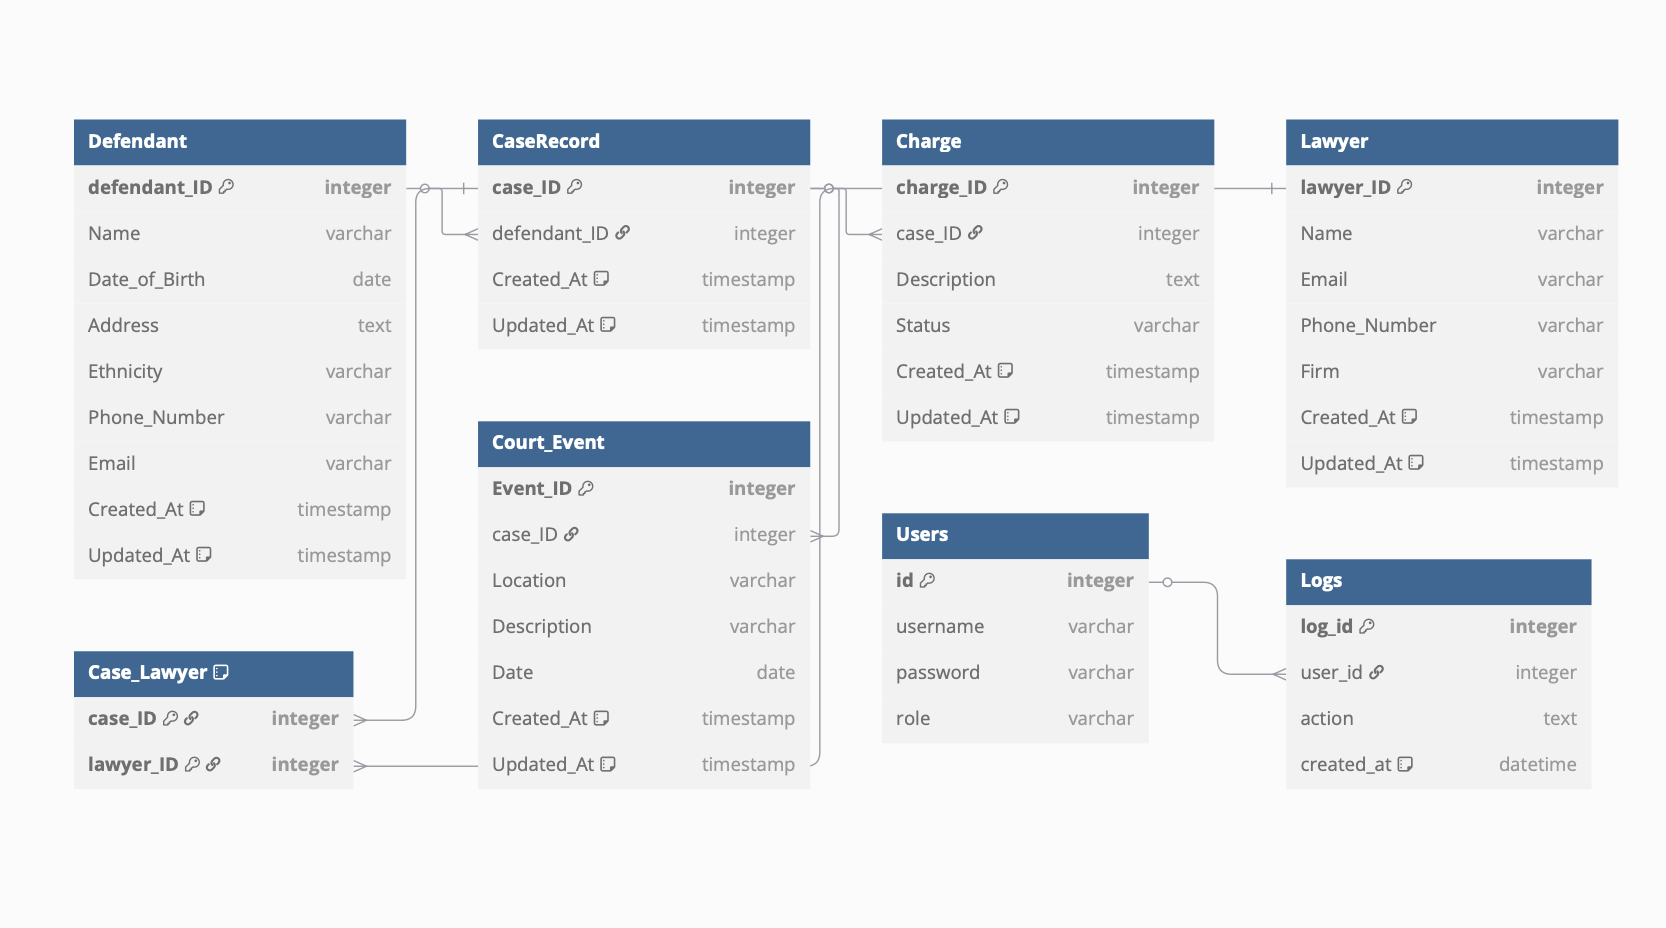 Defendant
defendant_ID integer
Name varchar
Date_of_Birth date
Address text
Ethnicity varchar
Phone_Number varchar
Email varchar
Created_At timestamp
Updated_At timestamp
CaseRecord
case_ID integer
defendant_ID integer
Created_At timestamp
Updated_At timestamp
Charge
charge_ID integer
case_ID integer
Description text
Status varchar
Created_At timestamp
Updated_At timestamp
Lawyer
lawyer_ID integer
Name varchar
Email varchar
Phone_Number varchar
Firm varchar
Created_At timestamp
Updated_At timestamp
Court_Event
Event_ID integer
case_ID integer
Location varchar
Description varchar
Date date
Created_At timestamp
Updated_At timestamp
Users
id integer
username varchar
password varchar
role varchar
Logs
log_id integer
user_id integer
action text
created_at datetime
Case_Lawyer
case_ID integer
lawyer_ID integer